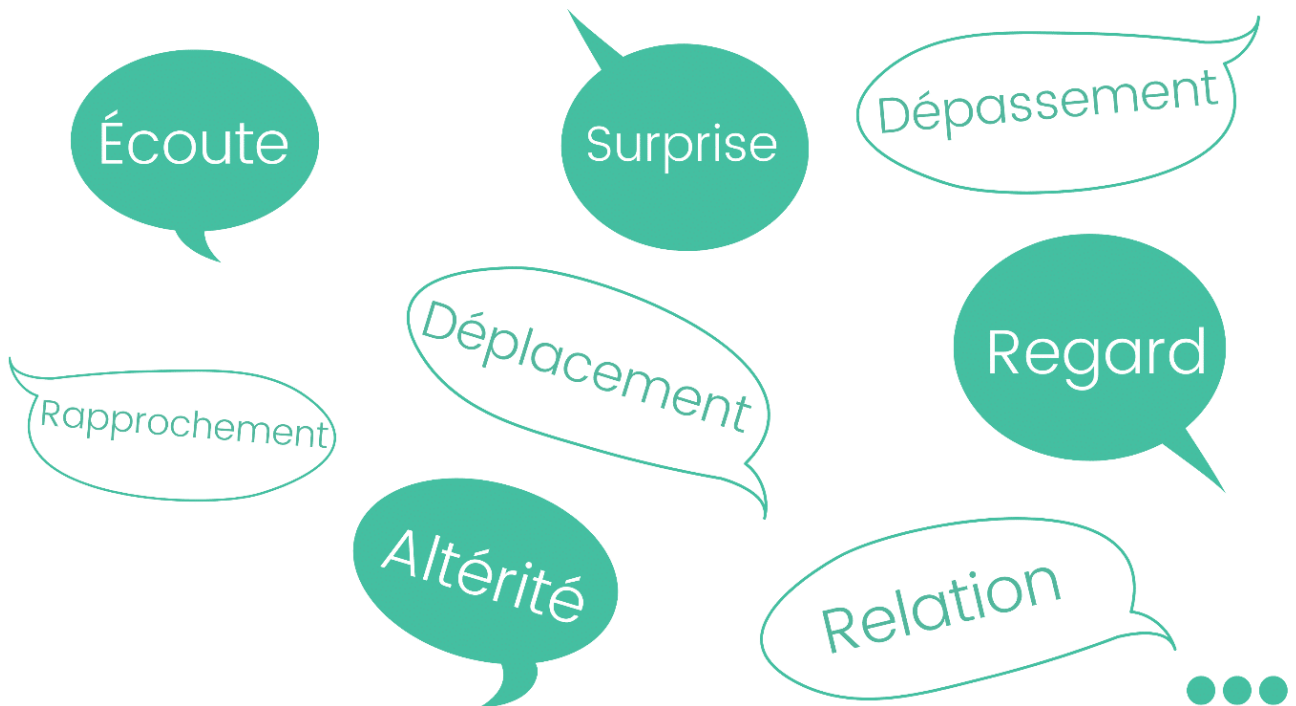 Écoute
Surprise
Dépassement
Déplacement
Regard
Rapprochement
Altérité
Relation